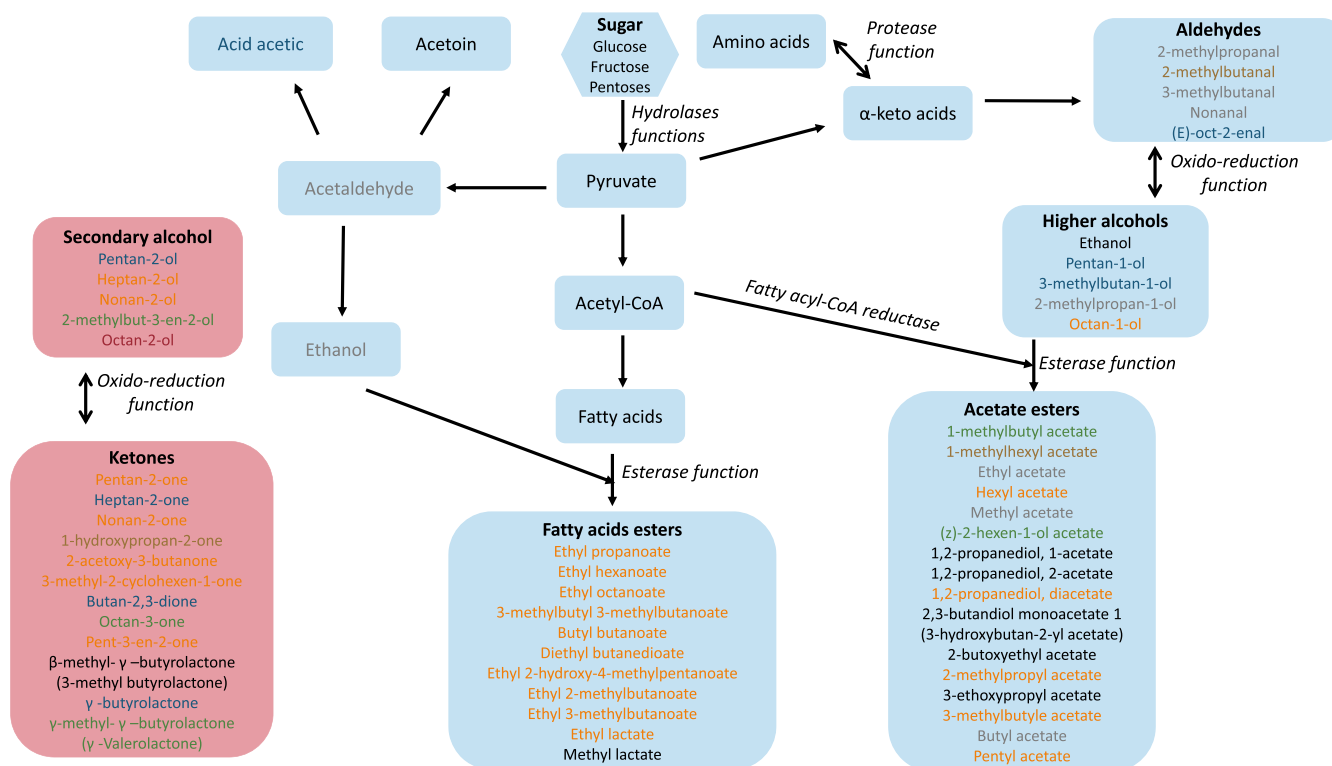 Acid acetic
Acetoin
Sugar
Glucose
Fructose
Pentoses
Amino acids
Protease
function
Aldehydes
2-methylpropanal
2-methylbutanal
3-methylbutanal
Nonanal
(E)-oct-2-enal
Hydrolases
functions
α-keto acids
Acetaldehyde
Pyruvate
Oxido-reduction
function
Secondary alcohol
Pentan-2-ol
Heptan-2-ol
Nonan-2-ol
2-methylbut-3-en-2-ol
Octan-2-ol
Higher alcohols
Ethanol
Pentan-1-ol
3-methylbutan-1-ol
2-methylpropan-1-ol
Octan-1-ol
Acetyl-CoA
Fatty acyl-CoA reductase
Ethanol
Esterase function
Oxido-reduction
function
Fatty acids
Ketones
Pentan-2-one
Heptan-2-one
Nonan-2-one
1-hydroxypropan-2-one
2-acetoxy-3-butanone
3-methyl-2-cyclohexen-1-one
Butan-2,3-dione
Octan-3-one
Pent-3-en-2-one
β-methyl- γ –butyrolactone
(3-methyl butyrolactone)
γ -butyrolactone
γ-methyl- γ –butyrolactone
(γ -Valerolactone)
Esterase function
Fatty acids esters
Ethyl propanoate
Ethyl hexanoate
Ethyl octanoate
3-methylbutyl 3-methylbutanoate
Butyl butanoate
Diethyl butanedioate
Ethyl 2-hydroxy-4-methylpentanoate
Ethyl 2-methylbutanoate
Ethyl 3-methylbutanoate
Ethyl lactate
Methyl lactate
Acetate esters
1-methylbutyl acetate
1-methylhexyl acetate
Ethyl acetate
Hexyl acetate
Methyl acetate
(z)-2-hexen-1-ol acetate
1,2-propanediol, 1-acetate
1,2-propanediol, 2-acetate
1,2-propanediol, diacetate
2,3-butandiol monoacetate 1
(3-hydroxybutan-2-yl acetate)
2-butoxyethyl acetate
2-methylpropyl acetate
3-ethoxypropyl acetate
3-methylbutyle acetate
Butyl acetate
Pentyl acetate